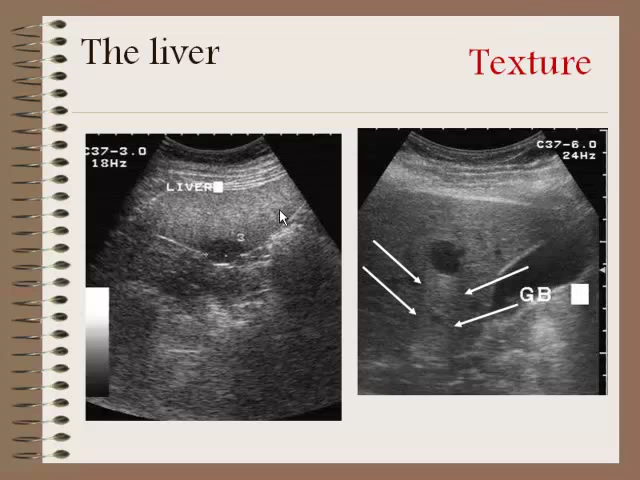 The liver
Texture
C37-3.0
18Hz
LIVER
3
C37-6.0
24Hz
GB